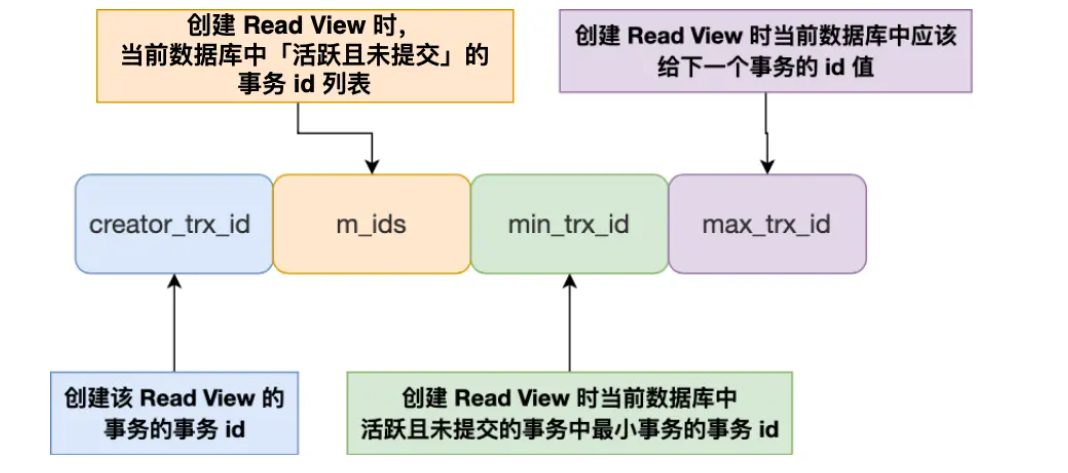 创建 Read View 时，
当前数据库中「活跃且未提交」的
事务 id 列表
创建 Read View 时当前数据库中应该
给下一个事务的 id 值
creator_trx_id
m_ids
min_trx_id
max_trx_id
创建该 Read View 的
事务的事务 id
创建 Read View 时当前数据库中
活跃且未提交的事务中最小事务的事务 id